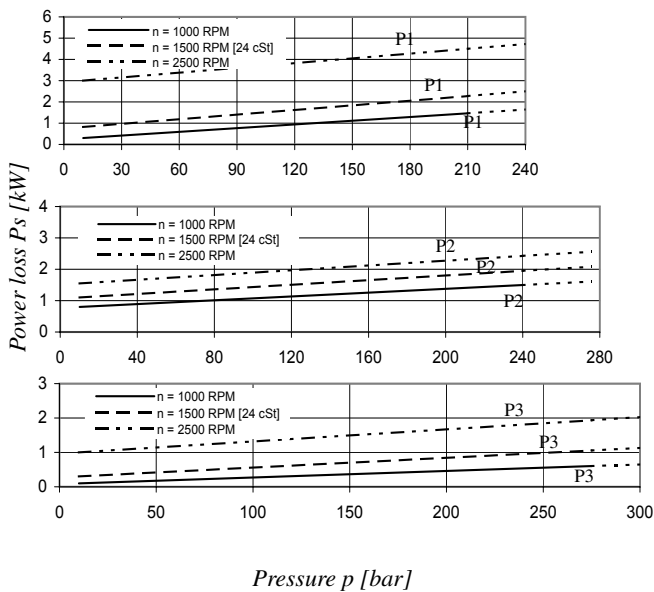 Power loss Ps [kW]
6
5
4
3
2
1
0
n = 1000 RPM
n = 1500 RPM [24 cSt]
n = 2500 RPM
P1
P1
P1
0 30 60 90 120 150 180 210 240
4
3
2
1
0
n = 1000 RPM
n = 1500 RPM [24 cSt]
n = 2500 RPM
P2
P2
P2
0 40 80 120 160 200 240 280
3
2
1
0
n = 1000 RPM
n = 1500 RPM [24 cSt]
n = 2500 RPM
P3
P3
P3
0 50 100 150 200 250 300
Pressure p [bar]